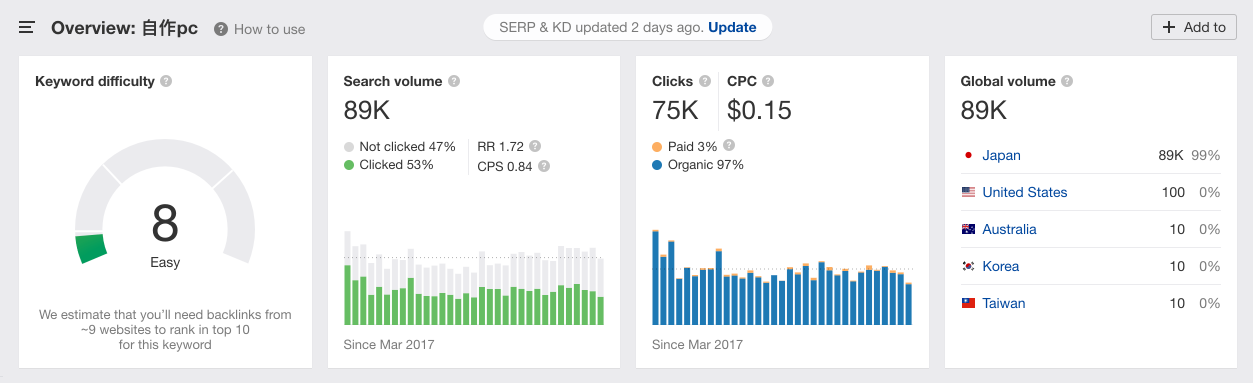 Overview: 自作pc How to use
SERP & KD updated 2 days ago. Update
Add to
Keyword difficulty
8
Easy
We estimate that you'll need backlinks from
~9 websites to rank in top 10
for this keyword
Search volume
89K
Not clicked 47% RR 1.72
Clicked 53% CPS 0.84
Since Mar 2017
Clicks CPC
75K $0.15
Paid 3%
Organic 97%
Since Mar 2017
Global volume
89K
Japan 89K 99%
United States 100 0%
Australia 10 0%
Korea 10 0%
Taiwan 10 0%